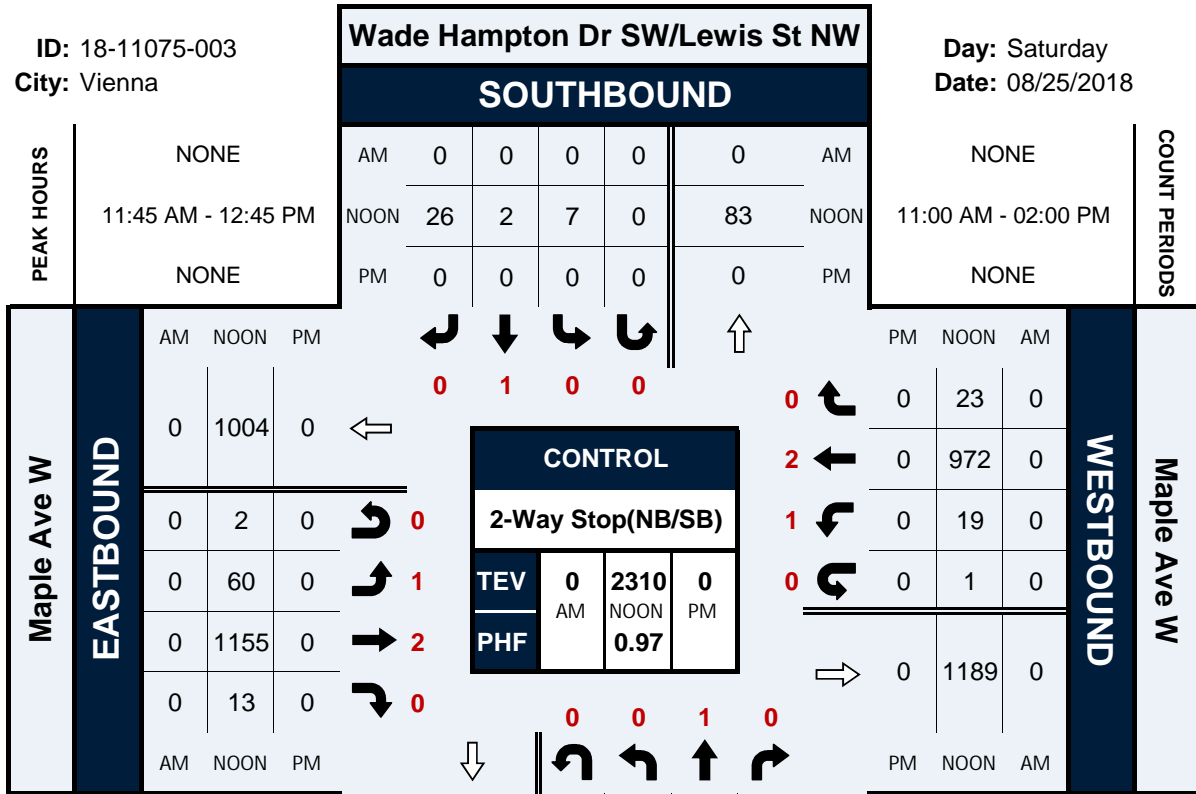 ID: 18-11075-003
City: Vienna
Wade Hampton Dr SW/Lewis St NW
SOUTHBOUND
Day: Saturday
Date: 08/25/2018
PEAK HOURS
NONE
11:45 AM - 12:45 PM
NONE
AM 0 0 0 0 0 AM
NOON 26 2 7 0 83 NOON
PM 0 0 0 0 0 PM
NONE
11:00 AM - 02:00 PM
NONE
COUNT PERIODS
0 1 0 0
Maple Ave W
EASTBOUND
AM NOON PM
0 1004 0
0 2 0 0
0 60 0 1
0 1155 0 2
0 13 0 0
AM NOON PM
CONTROL
2-Way Stop(NB/SB)
TEV 0 2310 0
AM NOON PM
PHF 0.97
PM NOON AM
0 0 23 0
2 0 972 0
1 0 19 0
0 0 1 0
0 1189 0
PM NOON AM
WESTBOUND
Maple Ave W
0 0 1 0